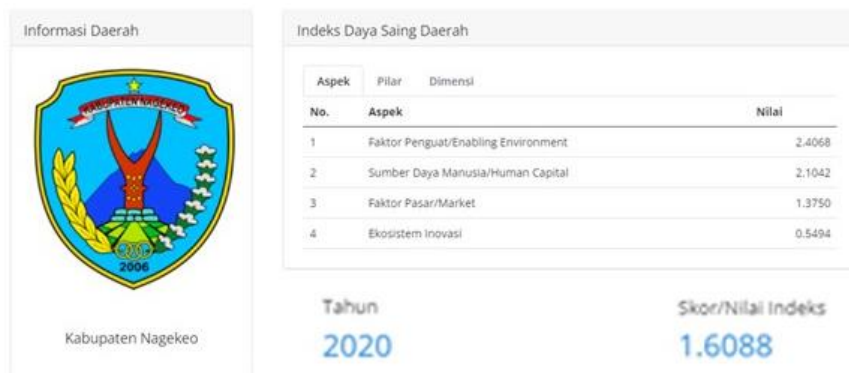 Informasi Daerah
KABUPATEN NAGEKEO
2006
Kabupaten Nagekeo
Indeks Daya Saing Daerah
Aspek Pilar Dimensi
No. Aspek Nilai
1 Faktor Penguat/Enabling Environment 2.4068
2 Sumber Daya Manusia/Human Capital 2.1042
3 Faktor Pasar/Market 1.3750
4 Ekosistem Inovasi 0.5494
Tahun Skor/Nilai Indeks
2020 1.6088